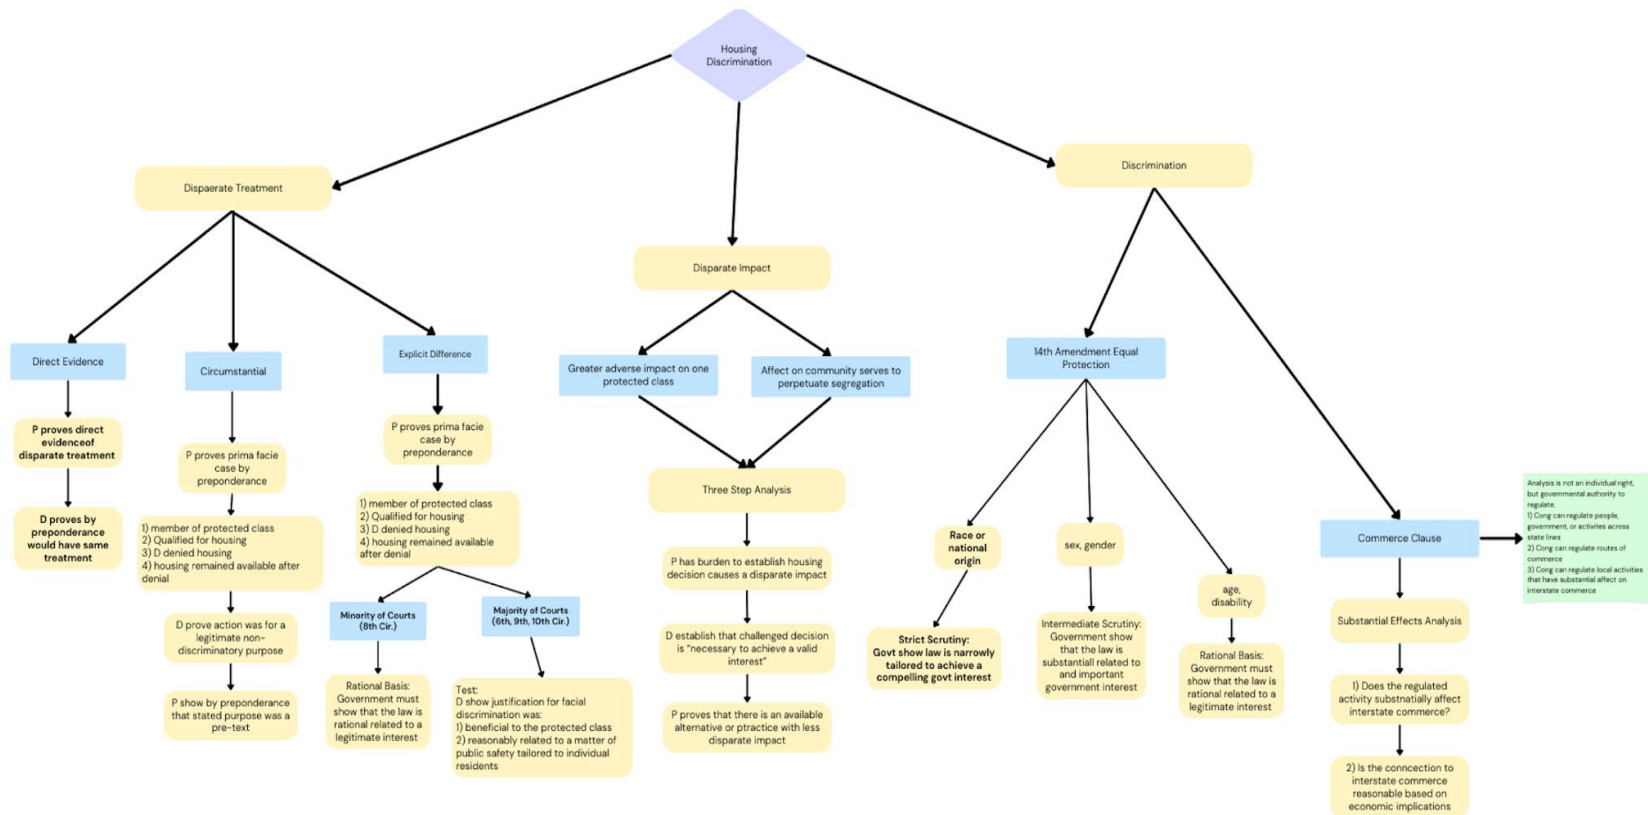 Housing
Discrimination
Dispaerate Treatment
Discrimination
Disparate Impact
Direct Evidence
Circumstantial
Explicit Difference
Greater adverse impact on one
protected class
Affect on community serves to
perpetuate segregation
14th Amendment Equal
Protection
P proves direct
evidenceof
disparate treatment
D proves by
preponderance
would have same
treatment
P proves prima facie
case by
preponderance
1) member of protected class
2) Qualified for housing
3) D denied housing
4) housing remained available after
denial
D prove action was for a
legitimate non-
discriminatory purpose
P show by preponderance
that stated purpose was a
pre-text
P proves prima facie
case by
preponderance
1) member of protected class
2) Qualified for housing
3) D denied housing
4) housing remained available
after denial
Minority of Courts
(8th Cir.)
Majority of Courts
(6th, 9th, 10th Cir.)
Rational Basis:
Government must
show that the law is
rational related to a
legitimate interest
Test:
D show justification for facial
discrimination was:
1) beneficial to the protected class
2) reasonably related to a matter of
public safety tailored to individual
residents
Three Step Analysis
P has burden to establish housing
decision causes a disparate impact
D establish that challenged decision
is "necessary to achieve a valid
interest"
P proves that there is an available
alternative or ptractice with less
disparate impact
Race or
national
origin
sex, gender
age,
disability
Strict Scrutiny:
Govt show law is narrowly
tailored to achieve a
compelling govt interest
Intermediate Scrutiny:
Government show
that the law is
substantiall related to
and important
government interest
Rational Basis:
Government must
show that the law is
rational related to a
legitimate interest
Commerce Clause
Analysis is not an individual right,
but governmental authority to
regulate.
1) Cong can regulate people,
government, or activites across
state lines
2) Cong can regulate routes of
commerce
3) Cong can regulate local activities
that have substantial affect on
interstate commerce
Substantial Effects Analysis
1) Does the regulated
activity substnatially affect
interstate commerce?
2) Is the conncection to
interstate commerce
reasonable based on
economic implications